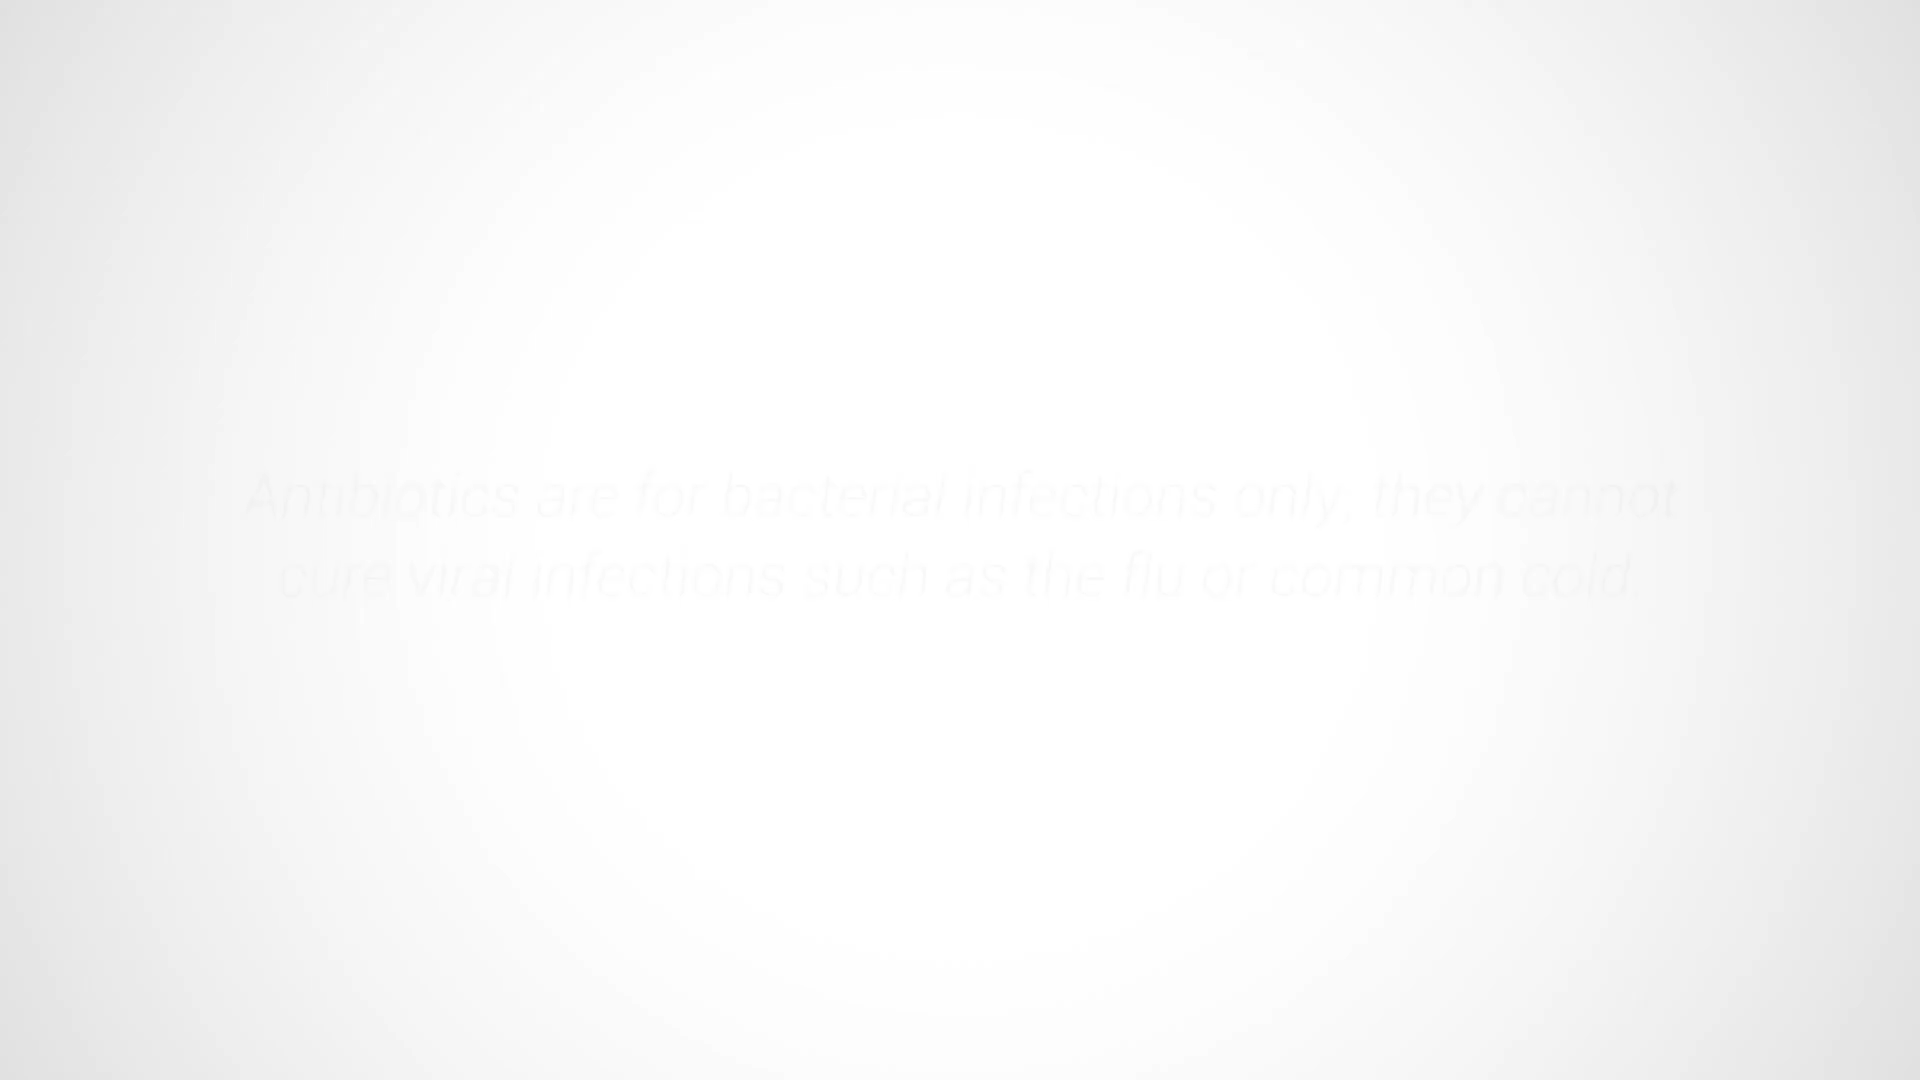 Antibiotics are for bacterial infections only; they cannot
cure viral infections such as the flu or common cold.